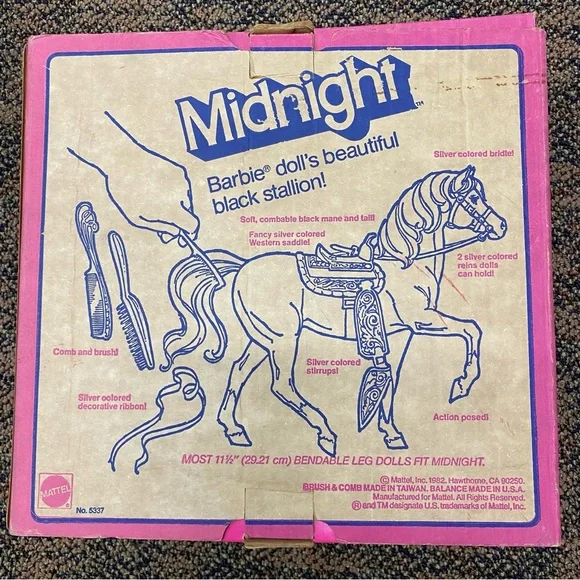 Midnight™
Barbie® doll's beautiful
black stallion!
Silver colored bridle!
Soft, combable black mane and tail!
Fancy silver colored
Western saddle!
2 silver colored
reins dolls
can hold!
Comb and brush!
Silver colored
stirrups!
Silver colored
decorative ribbon!
Action posed!
MOST 11½" (29.21 cm) BENDABLE LEG DOLLS FIT MIDNIGHT.
© Mattel, Inc. 1982. Hawthorne, CA 90250.
BRUSH & COMB MADE IN TAIWAN. BALANCE MADE IN U.S.A.
Manufactured for Mattel. All Rights Reserved.
® and TM designate U.S. trademarks of Mattel, Inc.
MATTEL
®
No. 5337